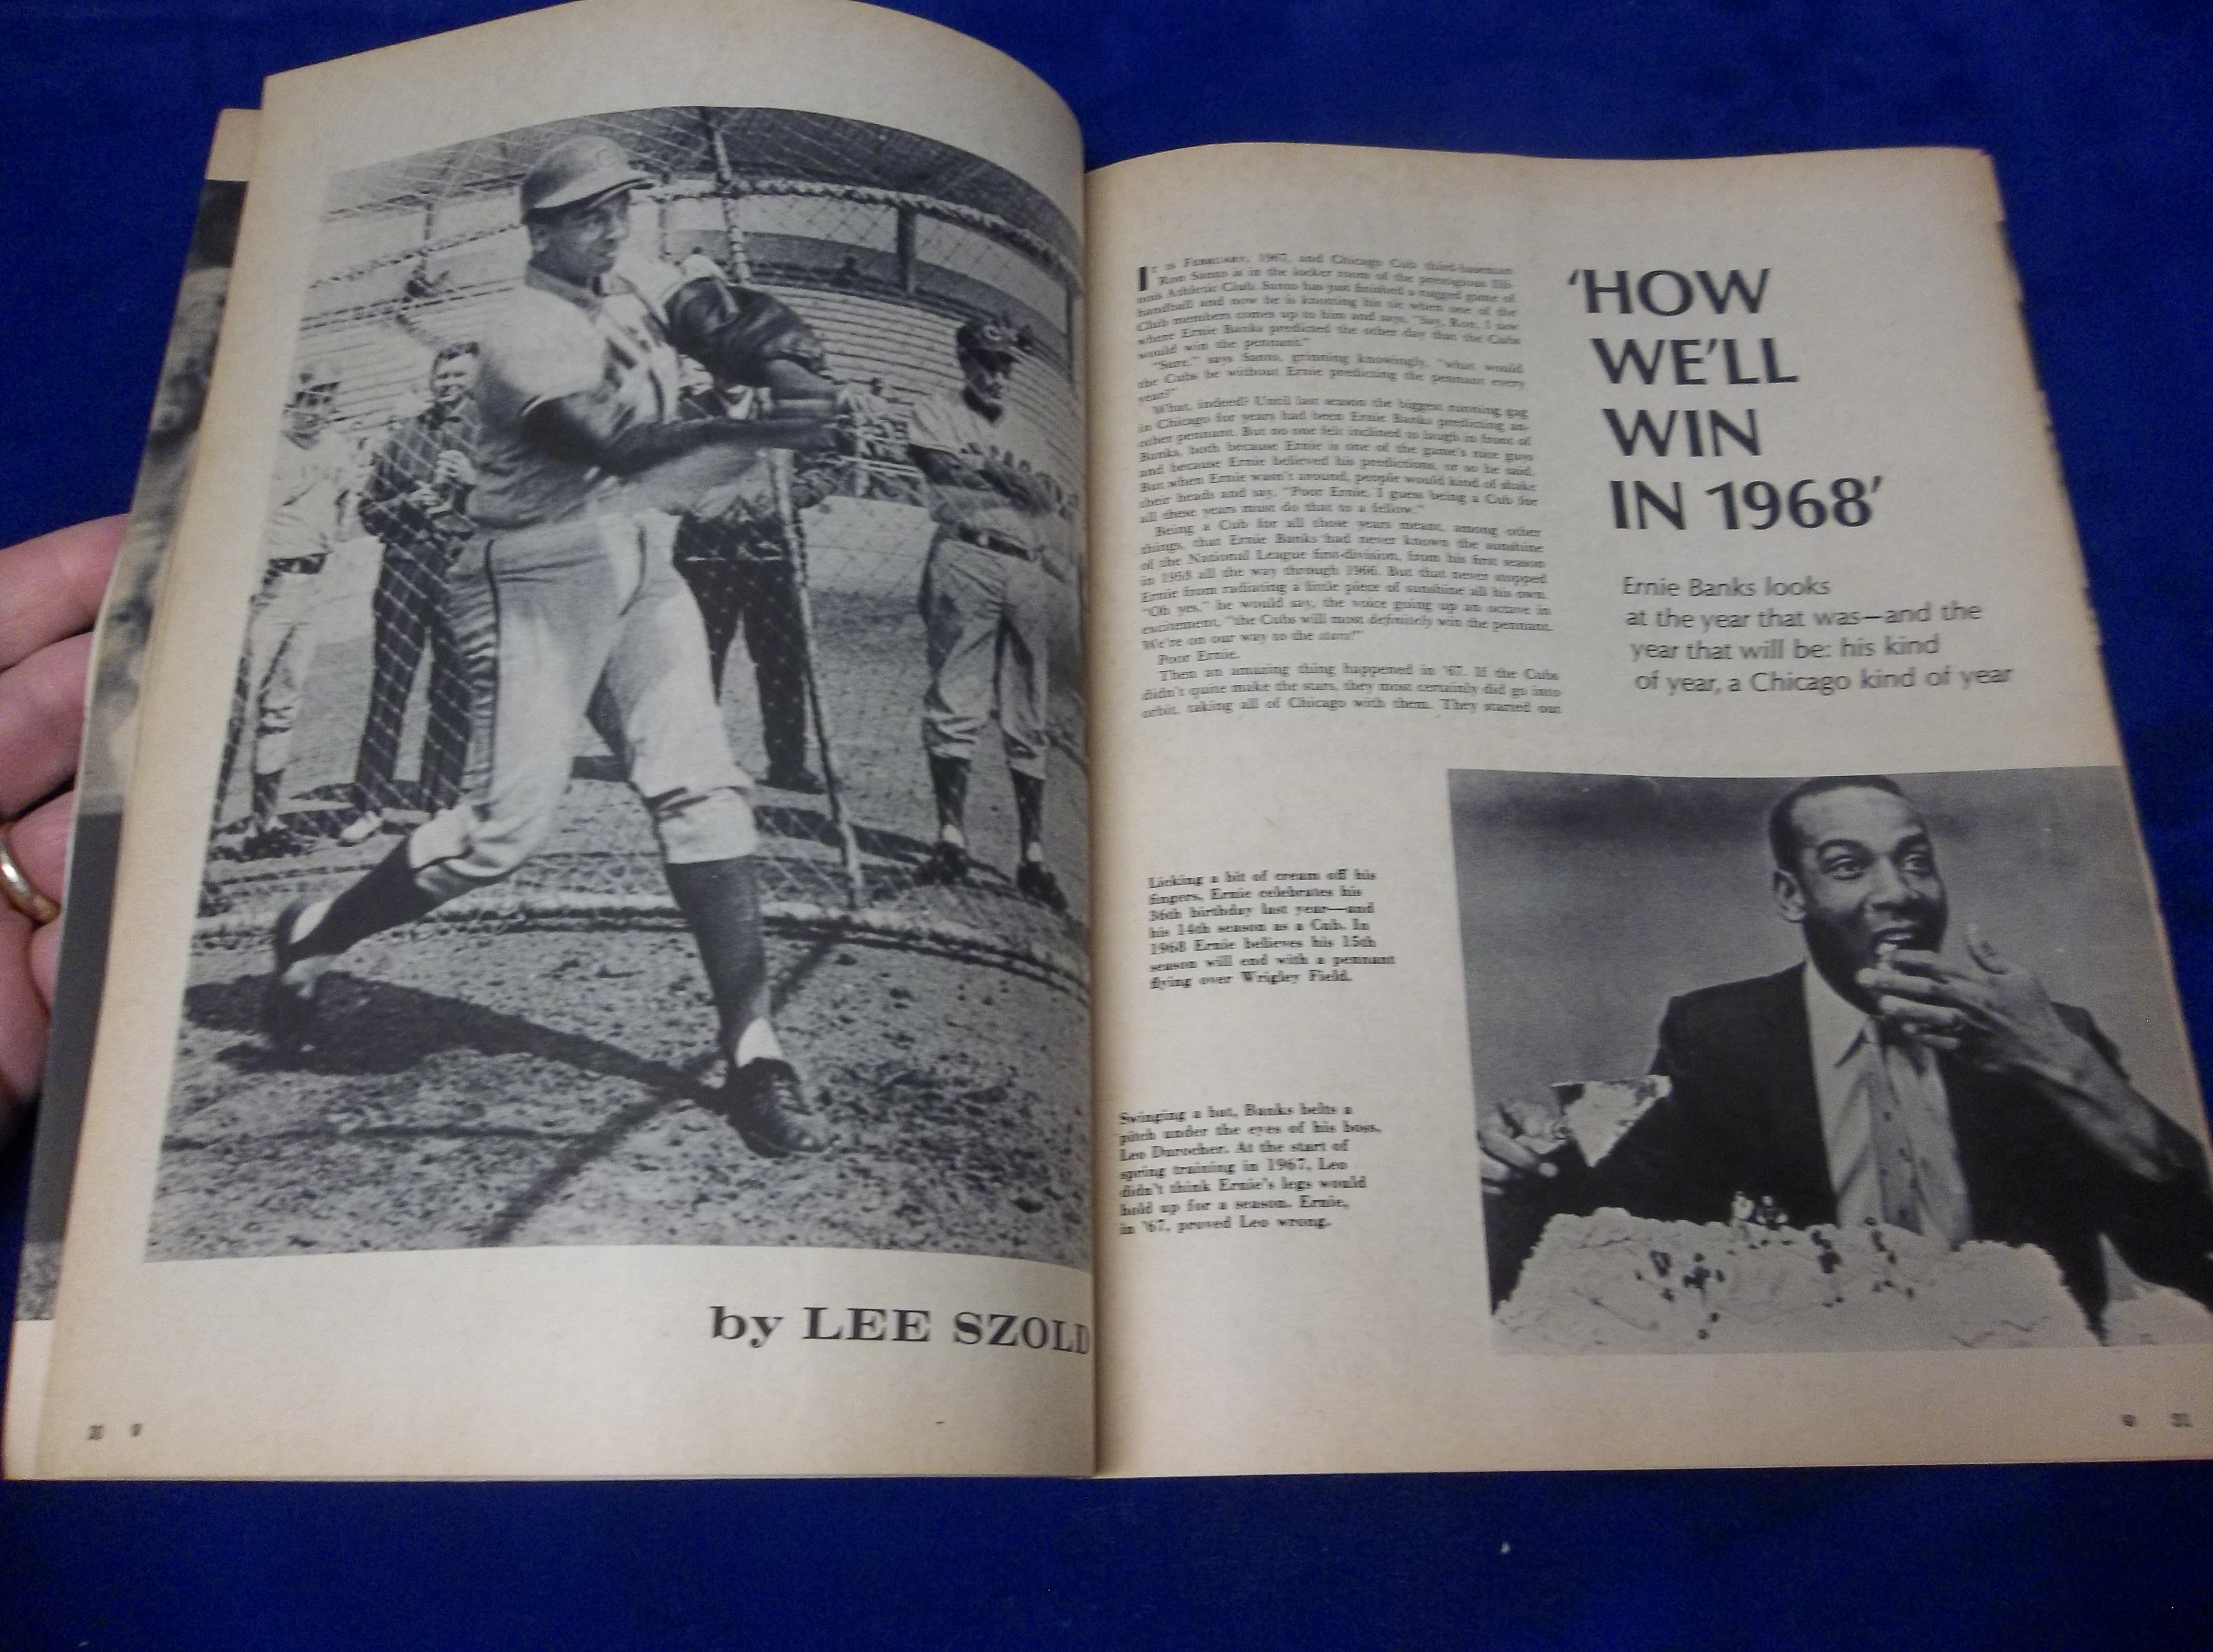 by LEE SZOLD
'HOW
WE'LL
WIN
IN 1968'
Ernie Banks looks
at the year that was—and the
year that will be: his kind
of year, a Chicago kind of year
It is February, 1967, and Chicago Cub third-baseman
Ron Santo is in the locker room of the prestigious Illi-
nois Athletic Club. Santo has just finished a rugged game of
handball and now he is knotting his tie when one of the
Club members comes up to him and says, "Say, Ron, I saw
where Ernie Banks predicted the other day that the Cubs
would win the pennant."
"Sure," says Santo, grinning knowingly, "what would
the Cubs be without Ernie predicting the pennant every
year?"
What, indeed? Until last season the biggest running gag
in Chicago for years had been Ernie Banks predicting an-
other pennant. But no one felt inclined to laugh in front of
Banks, both because Ernie is one of the game's nice guys
and because Ernie believed his predictions, or so he said.
But when Ernie wasn't around, people would kind of shake
their heads and say, "Poor Ernie, I guess being a Cub for
all these years must do that to a fellow."
Being a Cub for all those years meant, among other
things, that Ernie Banks had never known the sunshine
of the National League first-division, from his first season
in 1953 all the way through 1966. But that never stopped
Ernie from radiating a little piece of sunshine all his own.
"Oh yes," he would say, the voice going up an octave in
excitement, "the Cubs will most definitely win the pennant.
We're on our way to the stars!"
Poor Ernie.
Then an amazing thing happened in '67. If the Cubs
didn't quite make the stars, they most certainly did go into
orbit, taking all of Chicago with them. They started out
Licking a bit of cream off his
fingers, Ernie celebrates his
36th birthday last year—and
his 14th season as a Cub. In
1968 Ernie believes his 15th
season will end with a pennant
flying over Wrigley Field.
Swinging a bat, Banks belts a
pitch under the eyes of his boss,
Leo Durocher. At the start of
spring training in 1967, Leo
didn't think Ernie's legs would
hold up for a season. Ernie,
in '67, proved Leo wrong.